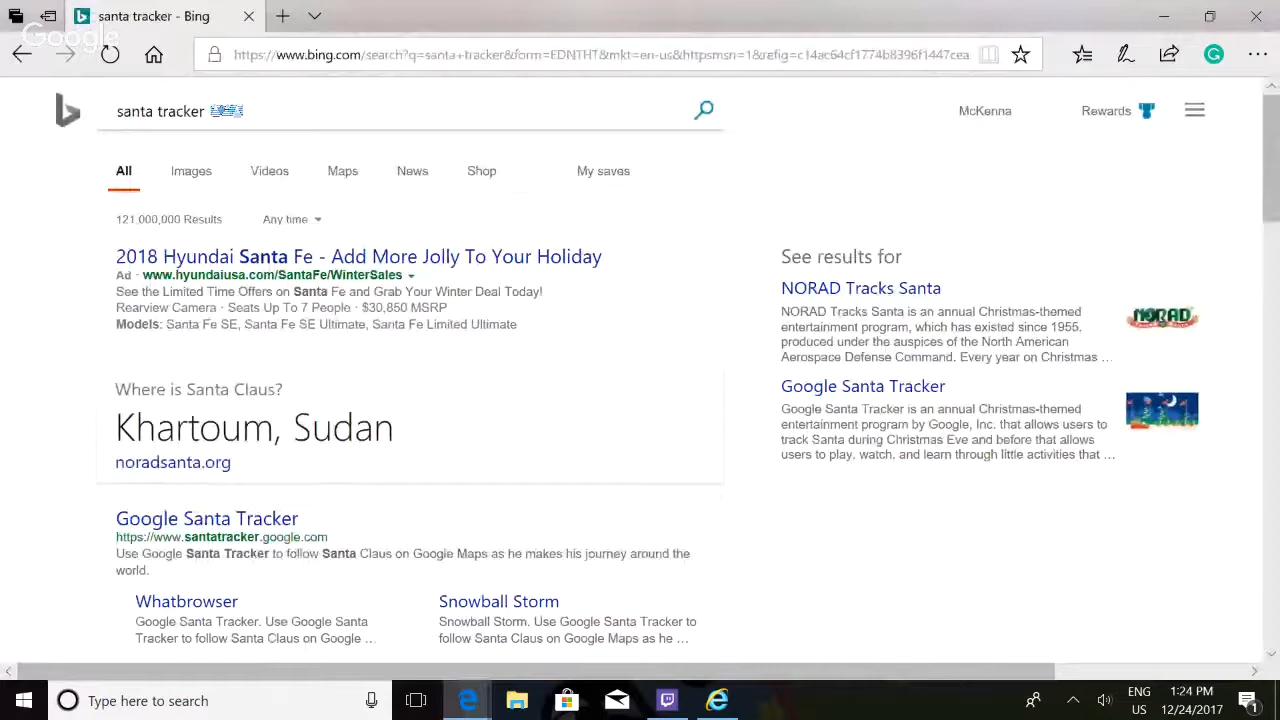 santa tracker - Bing
Google
https://www.bing.com/search?q=santa+tracker&form=EDNTHT&mkt=en-us&httpsmsn=1&refig=c14ac64cf1774b8396f1447cea
santa tracker
McKenna
Rewards
All Images Videos Maps News Shop My saves
121,000,000 Results Any time
2018 Hyundai Santa Fe - Add More Jolly To Your Holiday
Ad · www.hyundaiusa.com/SantaFe/WinterSales
See the Limited Time Offers on Santa Fe and Grab Your Winter Deal Today!
Rearview Camera · Seats Up To 7 People · $30,850 MSRP
Models: Santa Fe SE, Santa Fe SE Ultimate, Santa Fe Limited Ultimate
Where is Santa Claus?
Khartoum, Sudan
noradsanta.org
Google Santa Tracker
https://www.santatracker.google.com
Use Google Santa Tracker to follow Santa Claus on Google Maps as he makes his journey around the
world.
Whatbrowser
Google Santa Tracker. Use Google Santa
Tracker to follow Santa Claus on Google ...
Snowball Storm
Snowball Storm. Use Google Santa Tracker to
follow Santa Claus on Google Maps as he ...
See results for
NORAD Tracks Santa
NORAD Tracks Santa is an annual Christmas-themed
entertainment program, which has existed since 1955,
produced under the auspices of the North American
Aerospace Defense Command. Every year on Christmas ...
NORAD
Google Santa Tracker
Google Santa Tracker is an annual Christmas-themed
entertainment program by Google, Inc. that allows users to
track Santa during Christmas Eve and before that allows
users to play, watch, and learn through little activities that ...
Type here to search
ENG
US
1:24 PM
12/24/2017
1